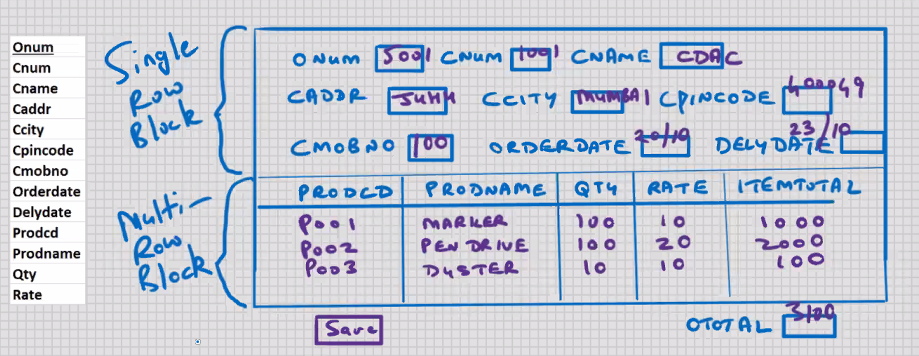 Onum
Cnum
Cname
Caddr
Ccity
Cpincode
Cmobno
Orderdate
Delydate
Prodcd
Prodname
Qty
Rate
Single
Row
Block
Multi-
Row
Block
ONUM 5001 CNUM 1001 CNAME CDAC
CADDR JUHU CCITY MUMBAI CPINCODE 400049
CMOBNO 100 ORDERDATE 20/10 DELYDATE 23/10
PRODCD PRODNAME QTY RATE ITEMTOTAL
P001 MARKER 100 10 1000
P002 PEN DRIVE 100 20 2000
P003 DUSTER 10 10 100
Save OTOTAL 3100